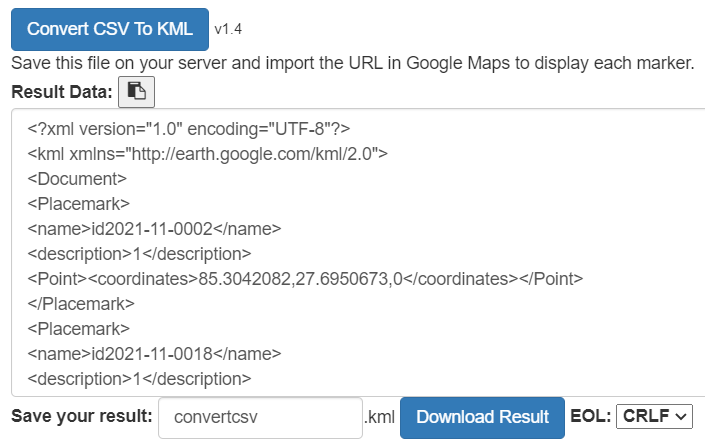 Convert CSV To KML v1.4
Save this file on your server and import the URL in Google Maps to display each marker.
Result Data:
<?xml version="1.0" encoding="UTF-8"?>
<kml xmlns="http://earth.google.com/kml/2.0">
<Document>
<Placemark>
<name>id2021-11-0002</name>
<description>1</description>
<Point><coordinates>85.3042082,27.6950673,0</coordinates></Point>
</Placemark>
<Placemark>
<name>id2021-11-0018</name>
<description>1</description>
Save your result: convertcsv .kml Download Result EOL: CRLF